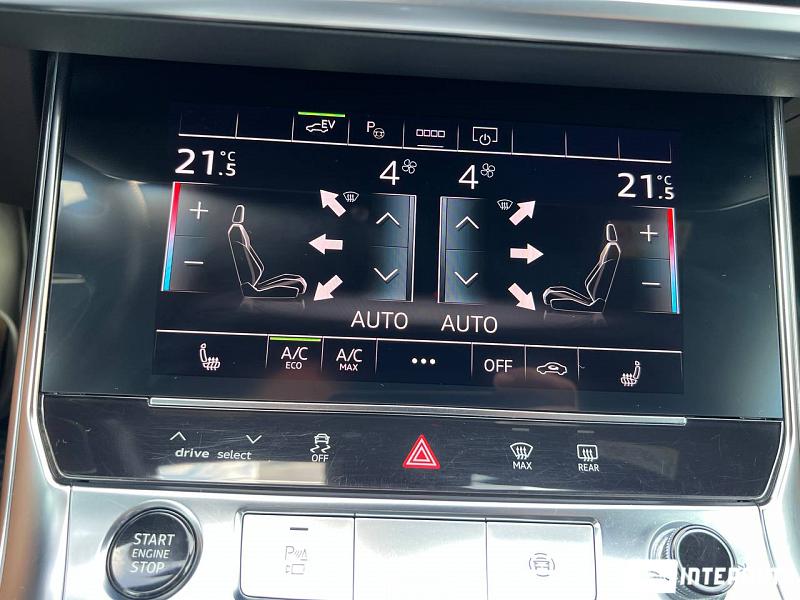 EV P
21.5 °C 4 4 21.5 °C
AUTO AUTO
A/C ECO A/C MAX ••• OFF
drive select OFF MAX REAR
START
ENGINE
STOP
P
INTER